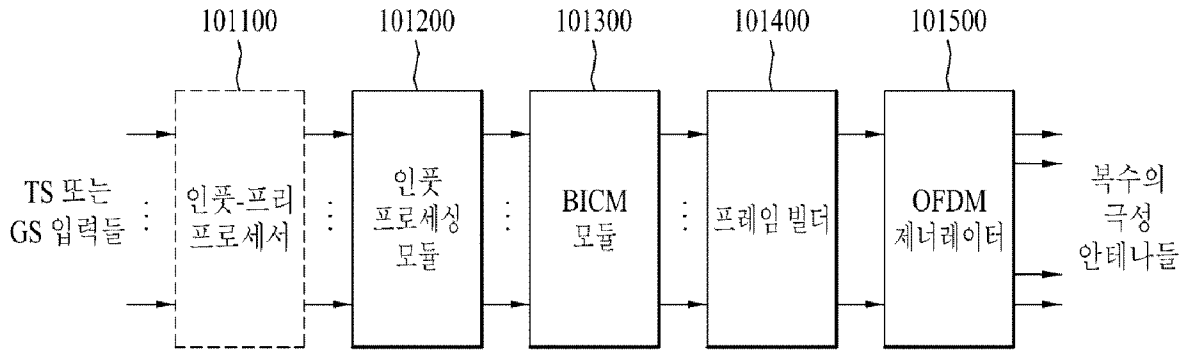 101100
101200
101300
101400
101500
TS 또는
GS 입력들
인풋-프리
프로세서
인풋
프로세싱
모듈
BICM
모듈
프레임 빌더
OFDM
제너레이터
복수의
극성
안테나들